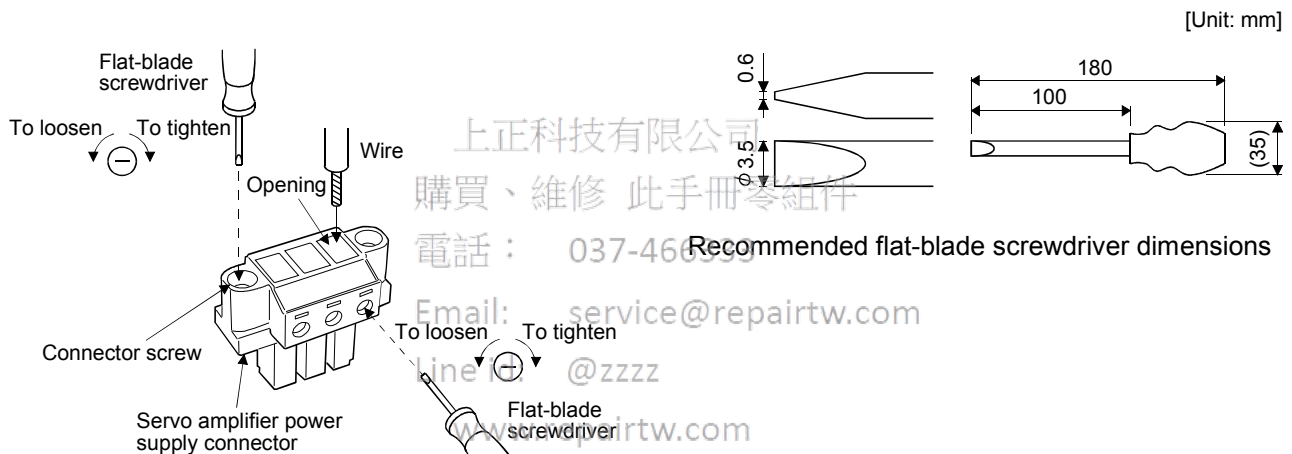 [Unit: mm]
Flat-blade
screwdriver
To loosen
To tighten
Wire
Opening
Connector screw
Servo amplifier power
supply connector
To loosen
To tighten
Flat-blade
screwdriver
0.6
φ3.5
180
100
(35)
Recommended flat-blade screwdriver dimensions
上正科技有限公司
購買、維修 此手冊零組件
電話：
Email: service@repairtw.com
Line id: @zzzz
www.repairtw.com